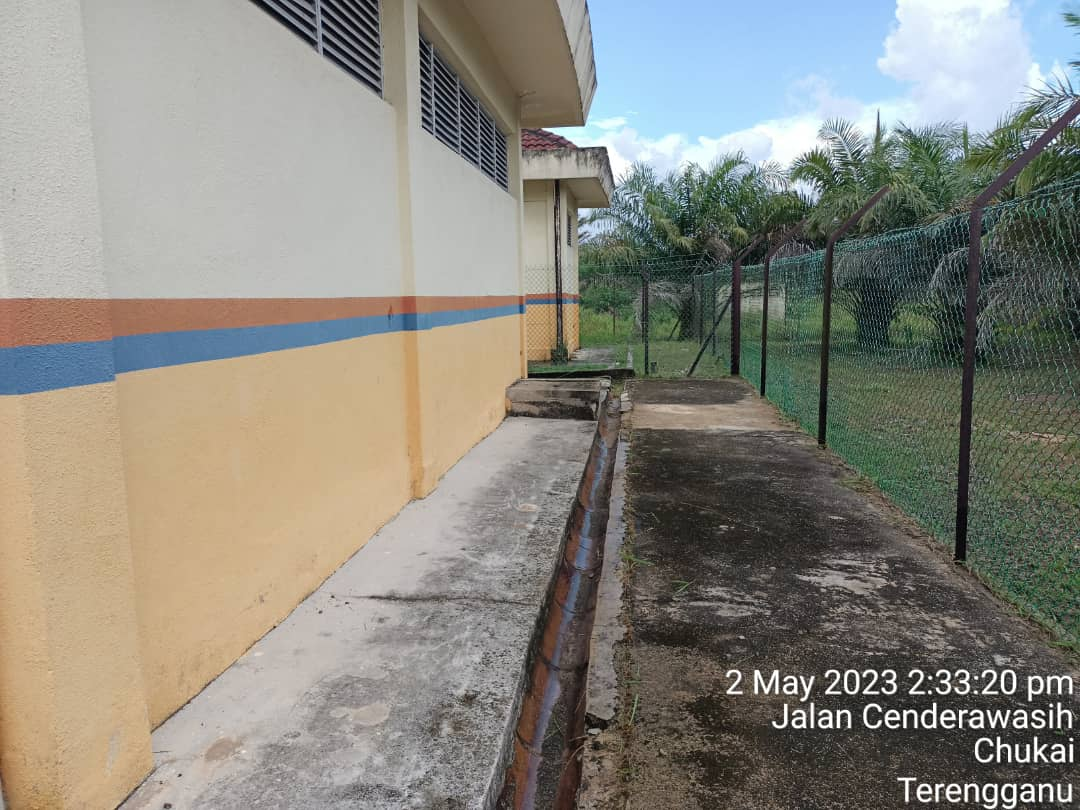 2 May 2023 2:33:20 pm
Jalan Cenderawasih
Chukai
Terengganu